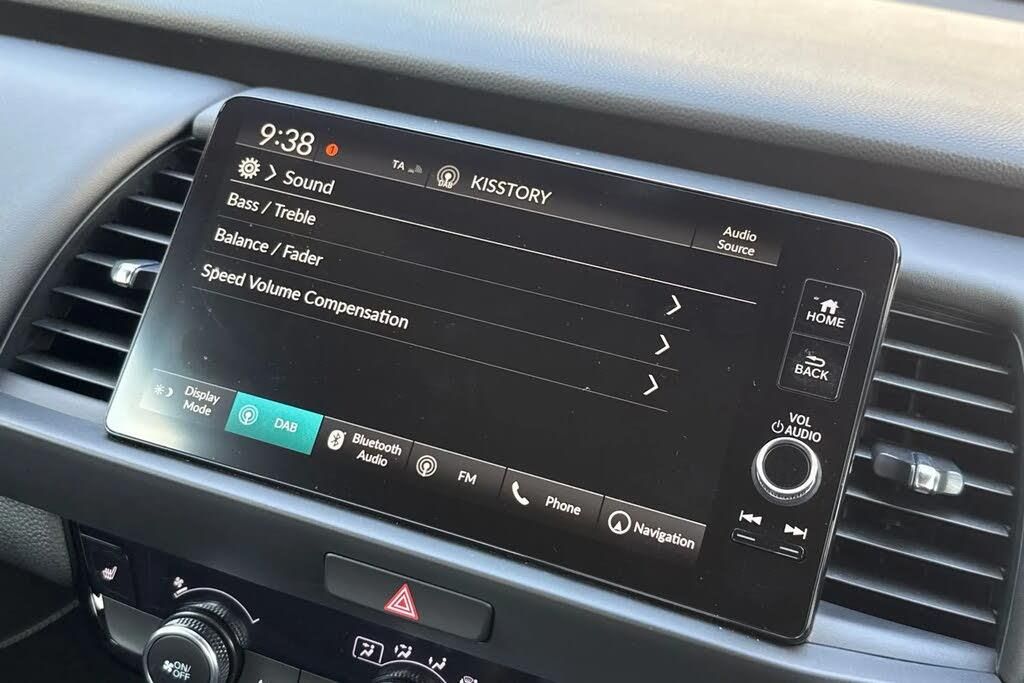 9:38
1
TA
DAB
KISSTORY
Audio
Source
Sound
Bass / Treble
Balance / Fader
Speed Volume Compensation
HOME
BACK
VOL
AUDIO
Display
Mode
DAB
Bluetooth
Audio
FM
Phone
Navigation
ON/
OFF